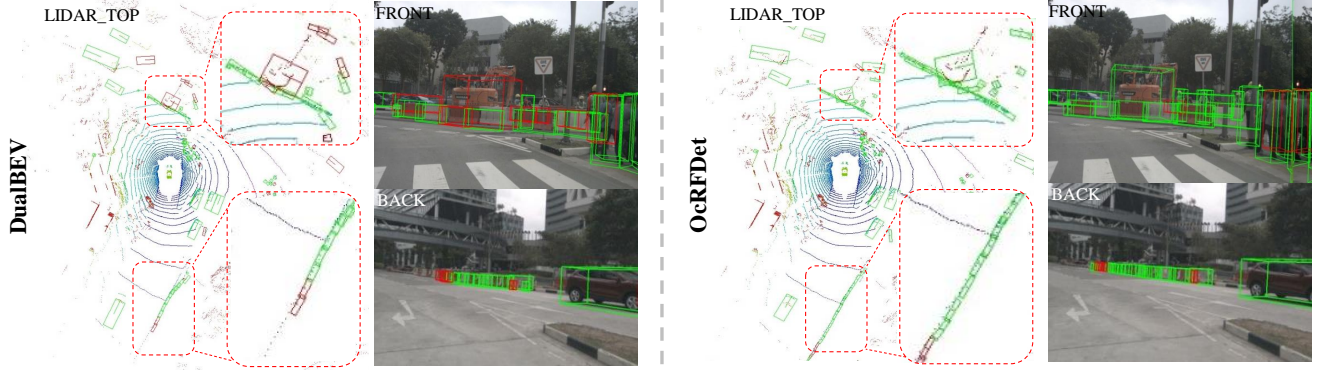 DualBEV
LIDAR_TOP
FRONT
BACK
OcRFDet
LIDAR_TOP
FRONT
BACK